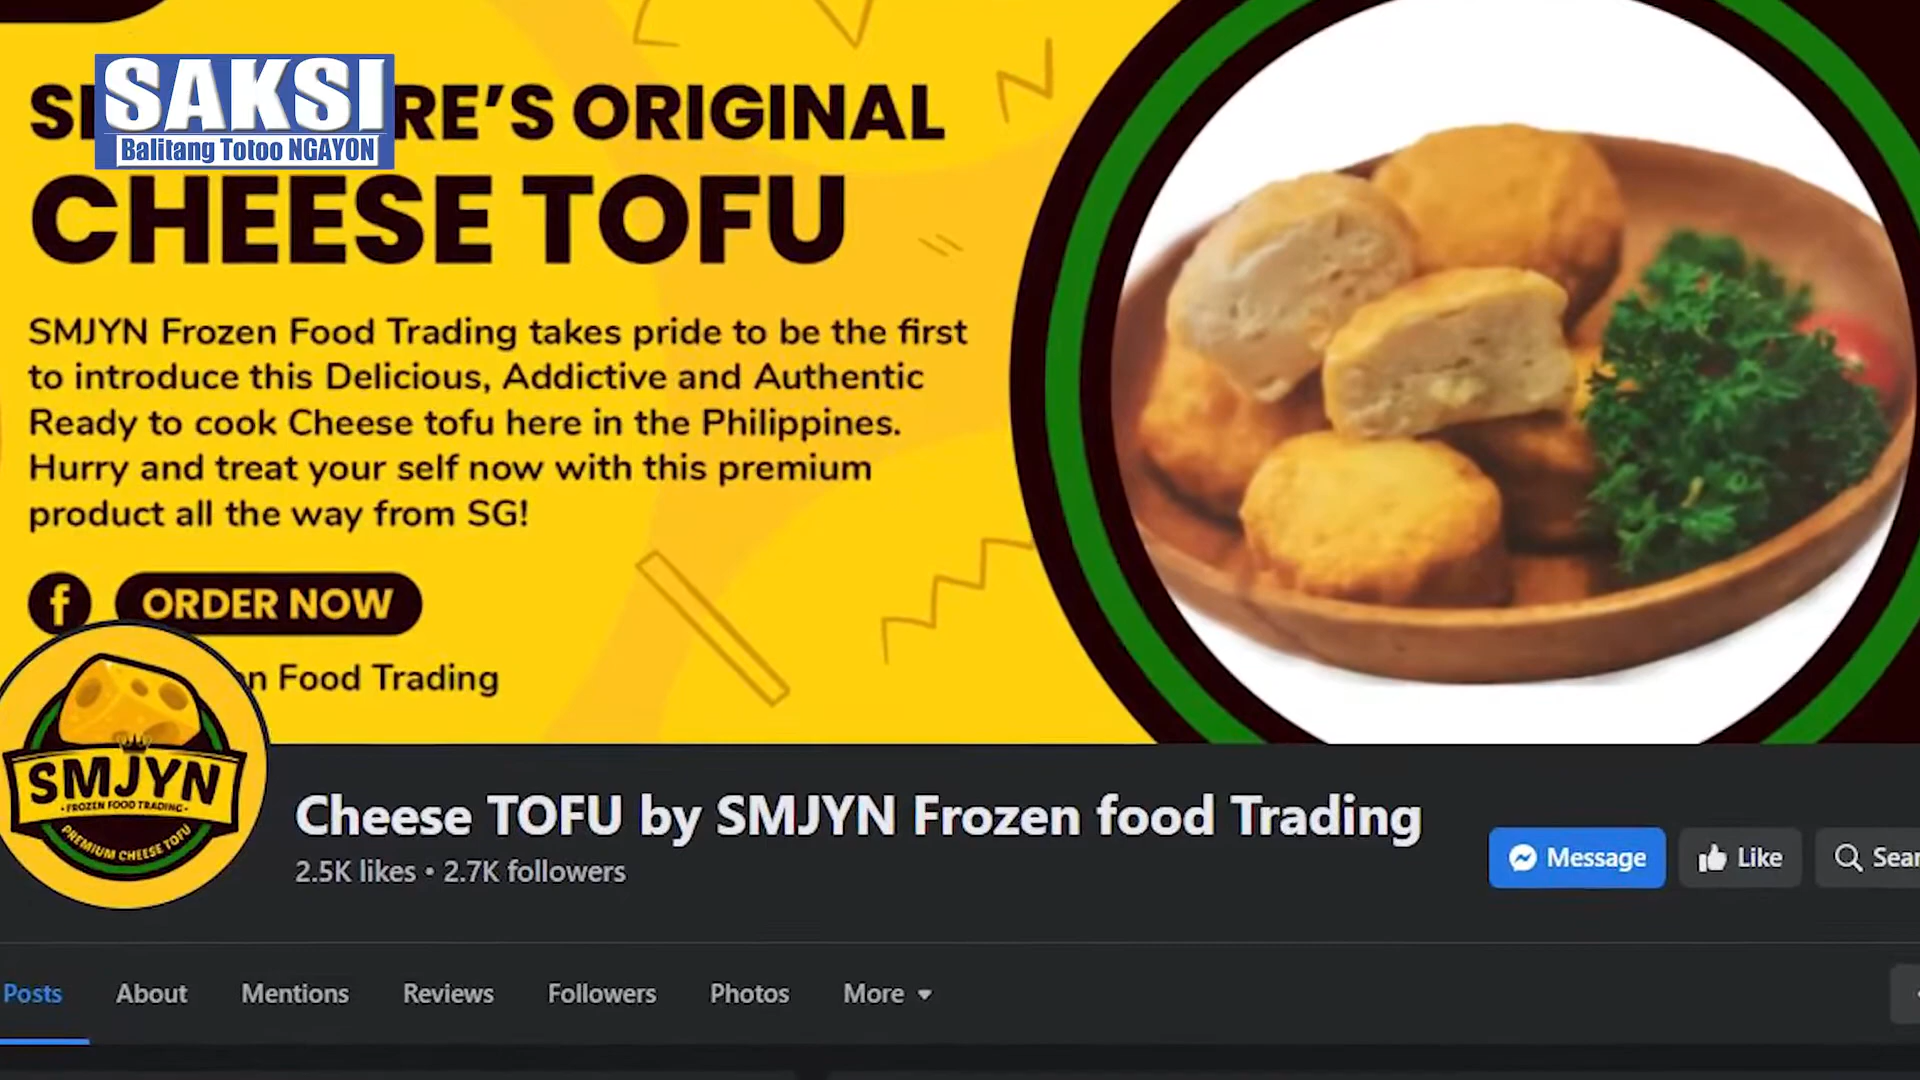 SAKSI
Balitang Totoo NGAYON
RE'S ORIGINAL
CHEESE TOFU
SMJYN Frozen Food Trading takes pride to be the first
to introduce this Delicious, Addictive and Authentic
Ready to cook Cheese tofu here in the Philippines.
Hurry and treat your self now with this premium
product all the way from SG!
f ORDER NOW
Food Trading
SMJYN
FROZEN FOOD TRADING
PREMIUM CHEESE TOFU
Cheese TOFU by SMJYN Frozen food Trading
2.5K likes • 2.7K followers
Message
Like
Sear
Posts
About
Mentions
Reviews
Followers
Photos
More